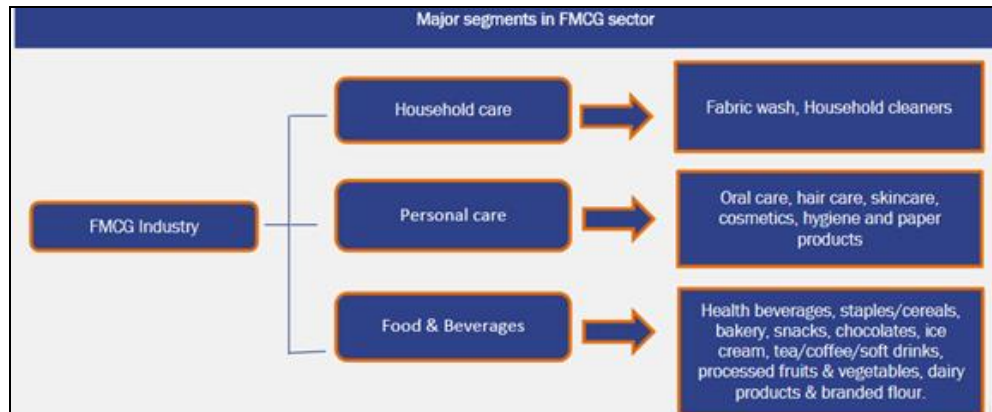 Major segments in FMCG sector
Household care
Fabric wash, Household cleaners
FMCG Industry
Personal care
Oral care, hair care, skincare,
cosmetics, hygiene and paper
products
Food & Beverages
Health beverages, staples/cereals,
bakery, snacks, chocolates, ice
cream, tea/coffee/soft drinks,
processed fruits & vegetables, dairy
products & branded flour.